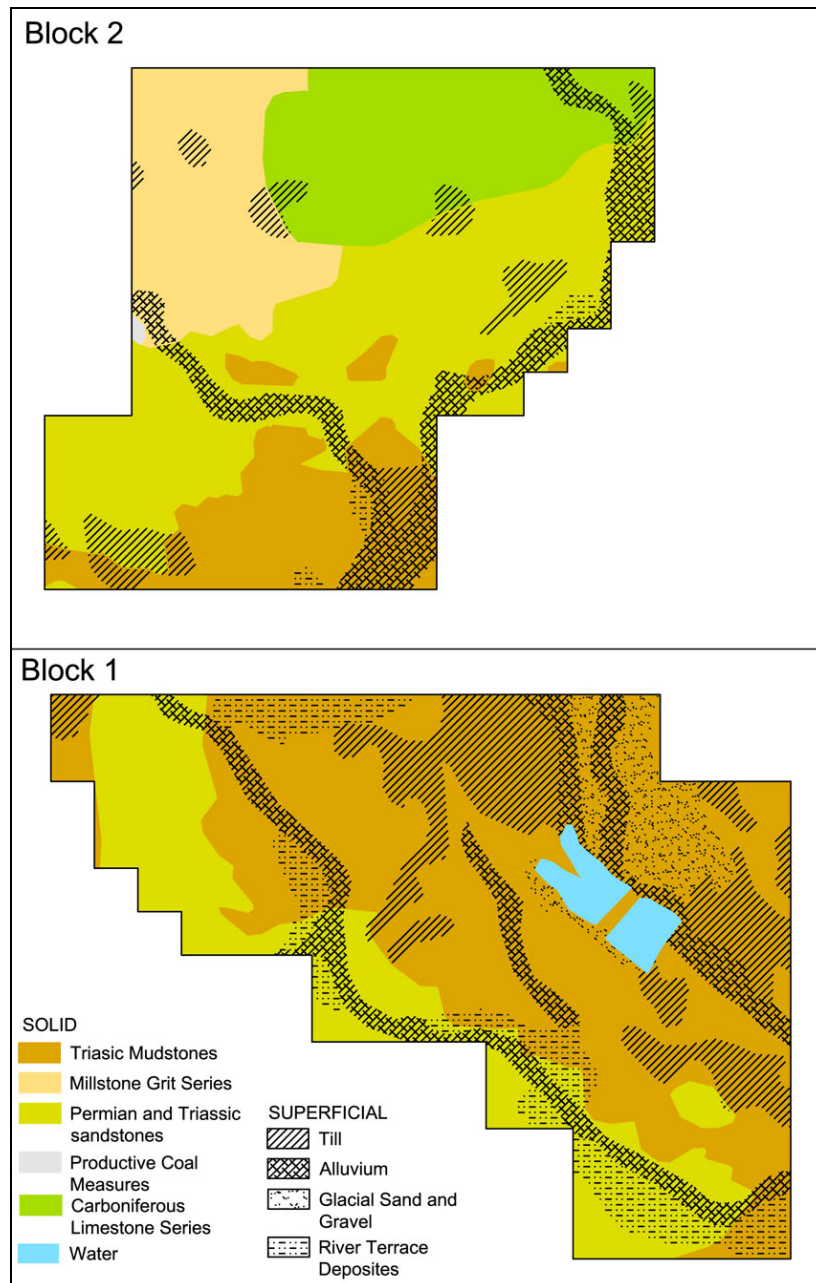 Block 2
Block 1
SOLID
Triasic Mudstones
Millstone Grit Series
Permian and Triassic
sandstones
Productive Coal
Measures
Carboniferous
Limestone Series
Water
SUPERFICIAL
Till
Alluvium
Glacial Sand and
Gravel
River Terrace
Deposites